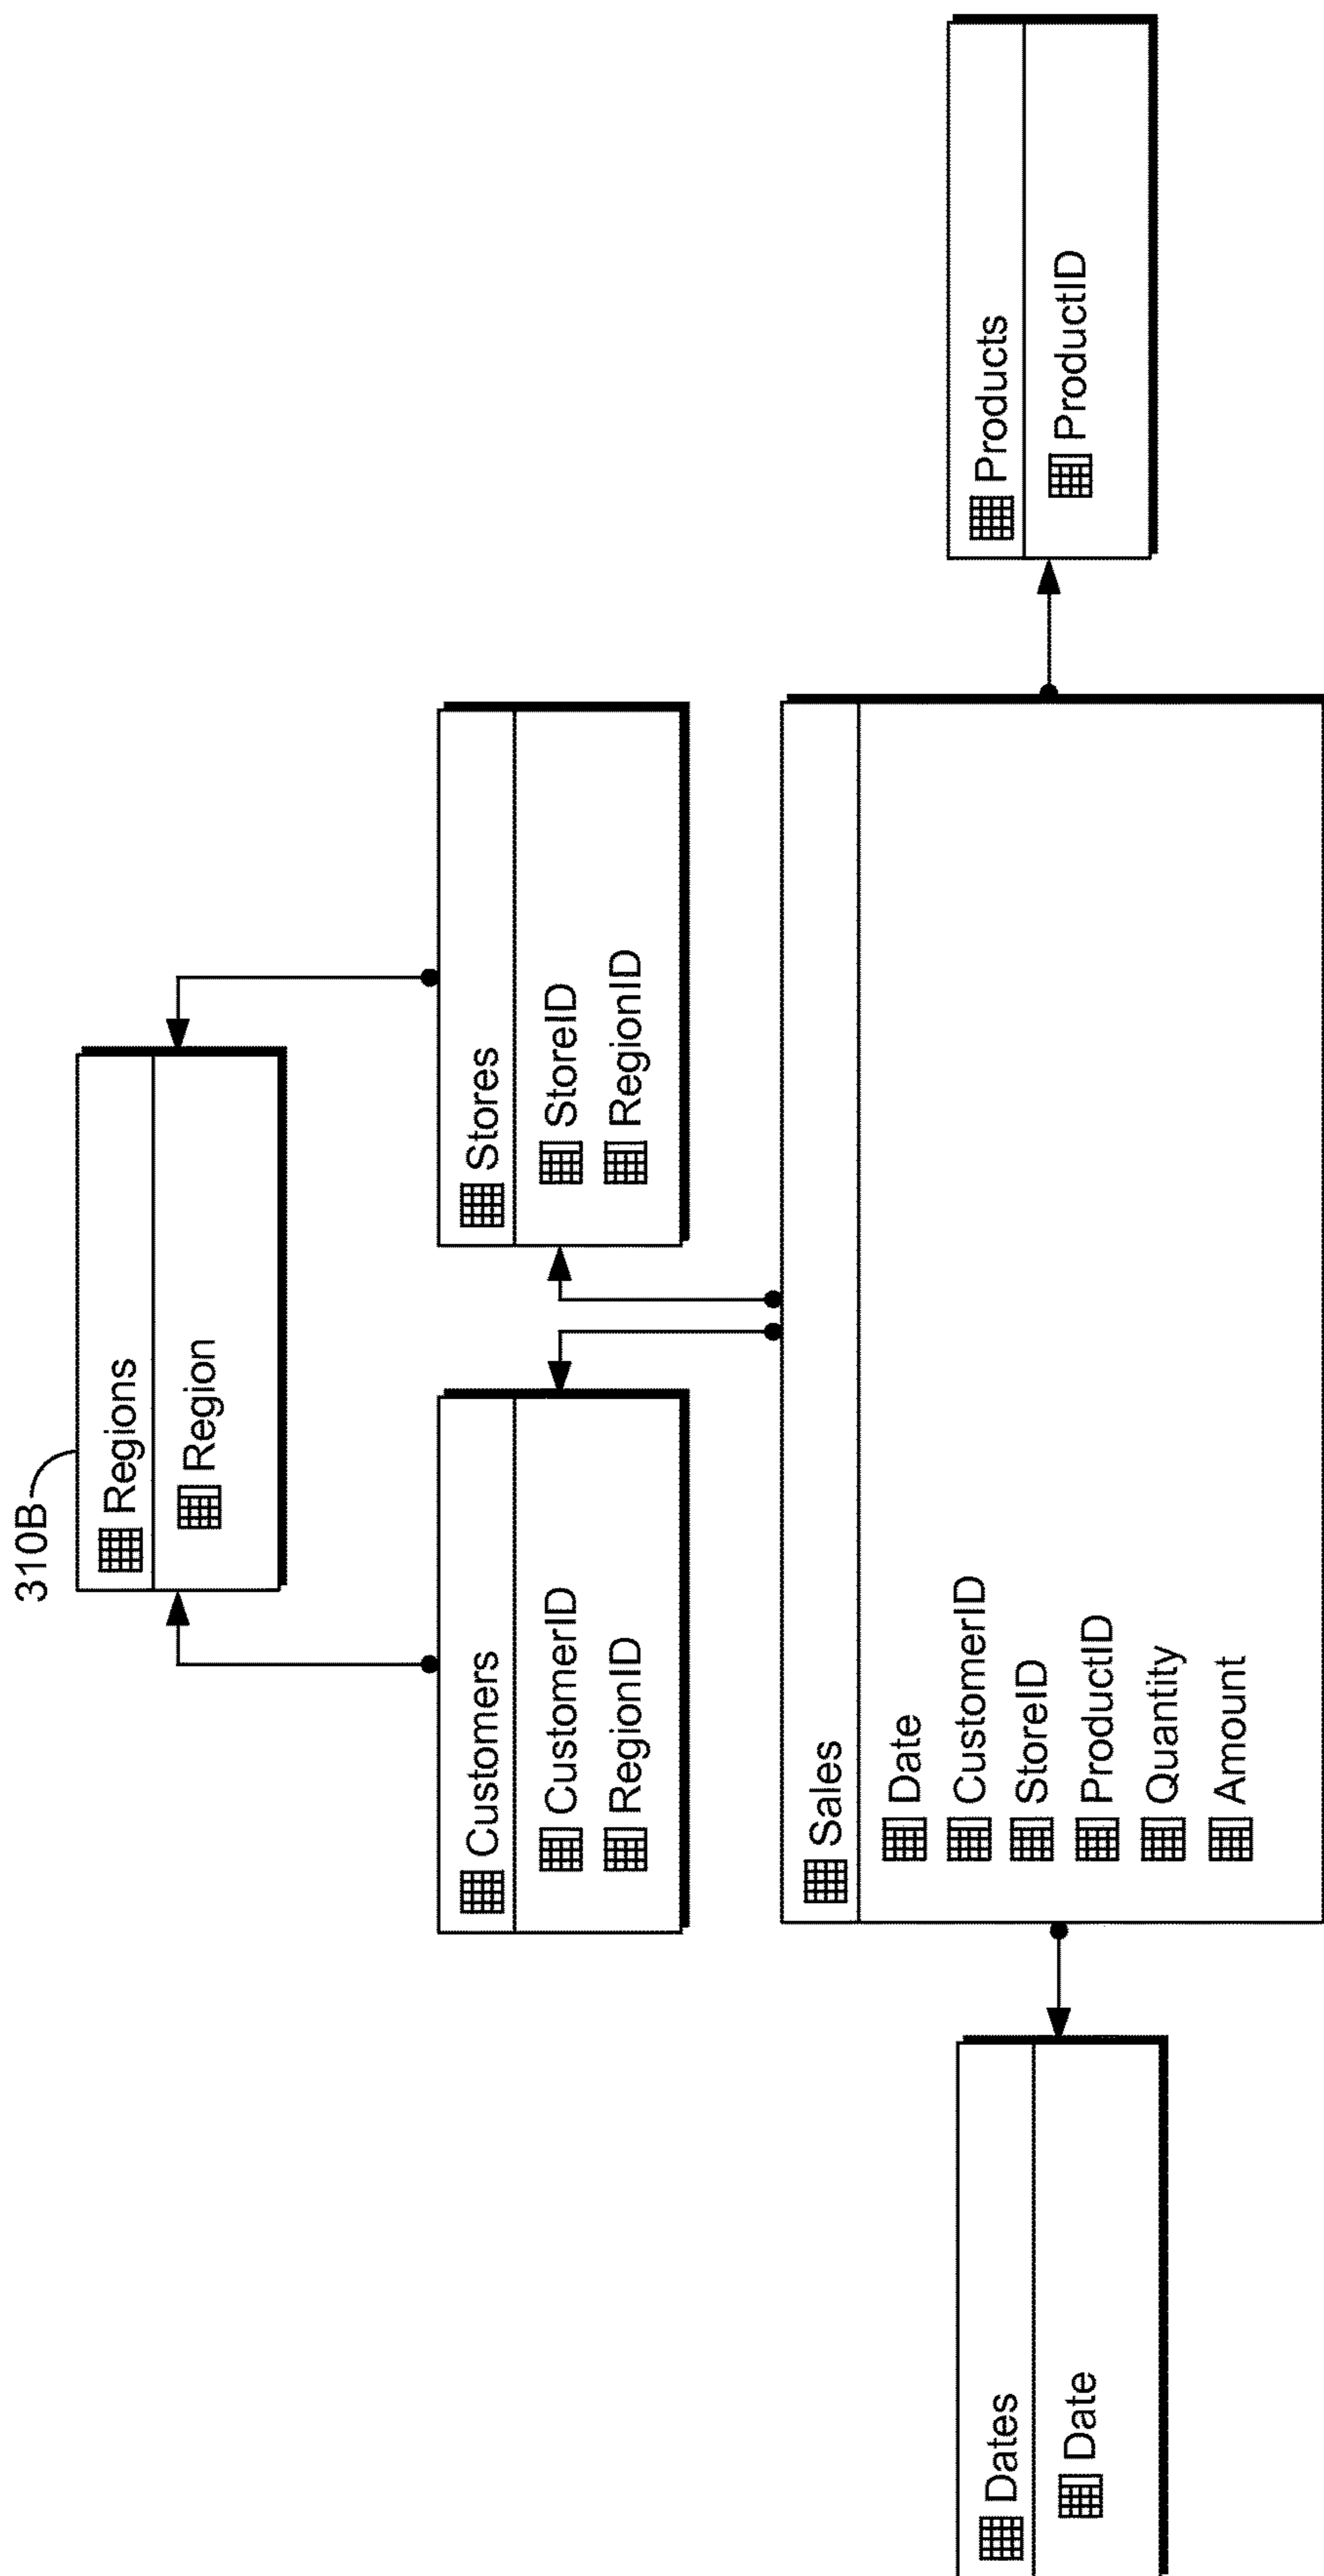 310B
Regions
Region
Customers
CustomerID
RegionID
Stores
StoreID
RegionID
Dates
Date
Sales
Date
CustomerID
StoreID
ProductID
Quantity
Amount
Products
ProductID